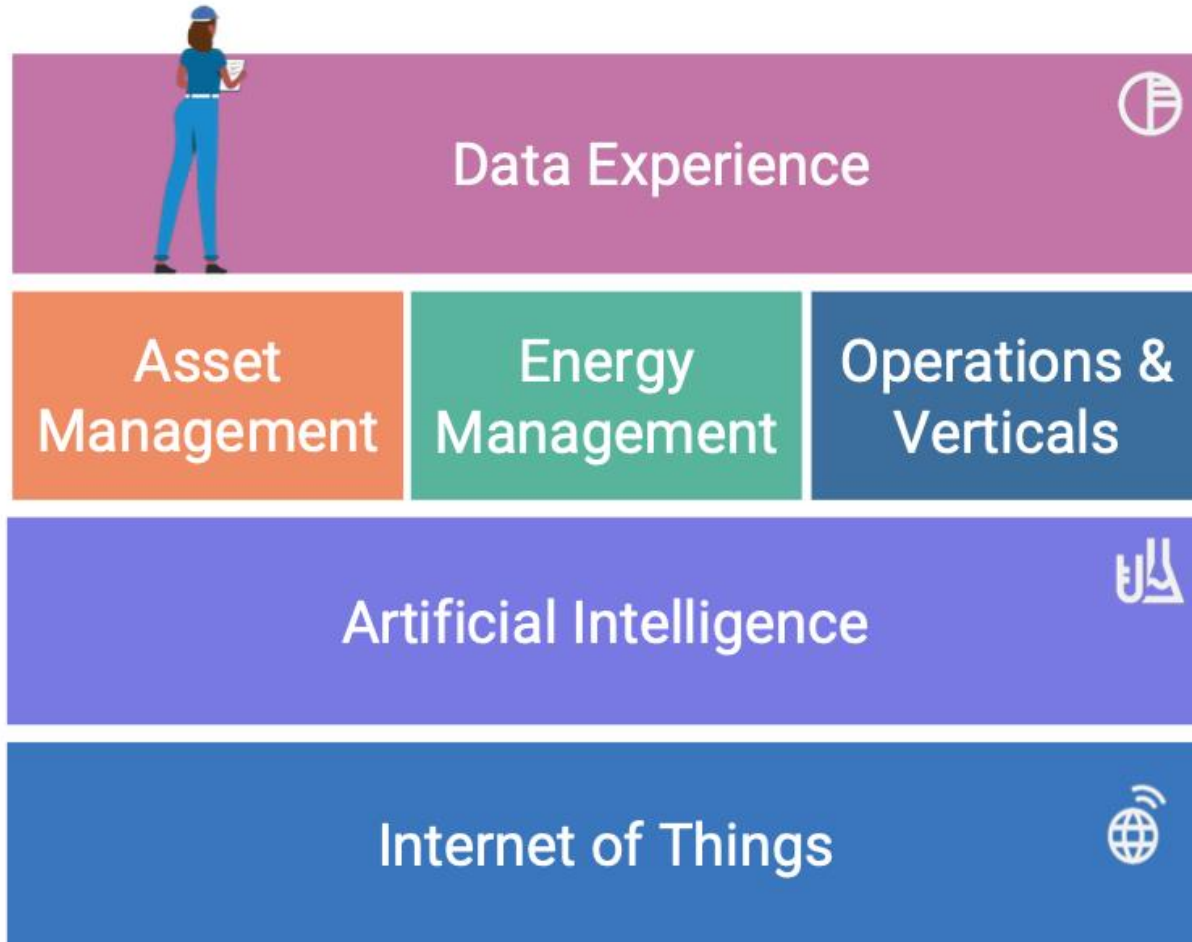 Data Experience
Asset
Management
Energy
Management
Operations &
Verticals
Artificial Intelligence
Internet of Things